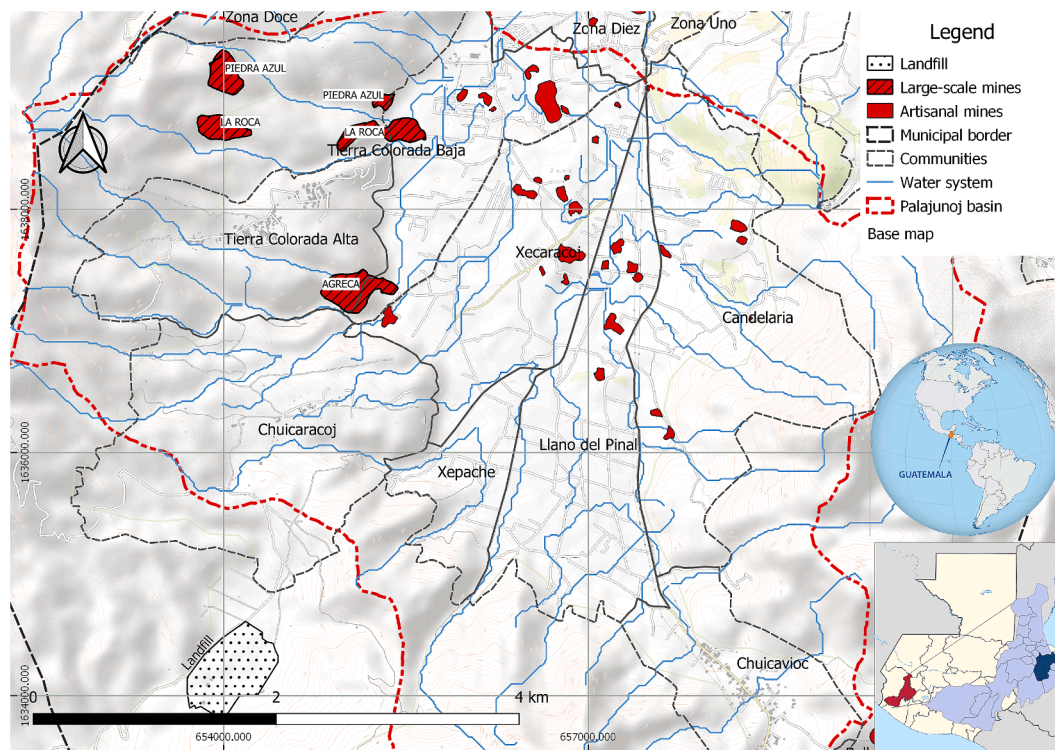 Zona Doce
Zona Diez
Zona Uno
PIEDRA AZUL
PIEDRA AZUL
LA ROCA
LA ROCA
Tierra Colorada Baja
Tierra Colorada Alta
Xecaracoj
AGRECA
Candelaria
Chuicaracoj
Llano del Pinal
Xepache
Landfill
Chuicavioc
1638000.000
1636000.000
1634000.000
0
2
4 km
654000.000
657000.000
Legend
Landfill
Large-scale mines
Artisanal mines
Municipal border
Communities
Water system
Palajunoj basin
Base map
GUATEMALA